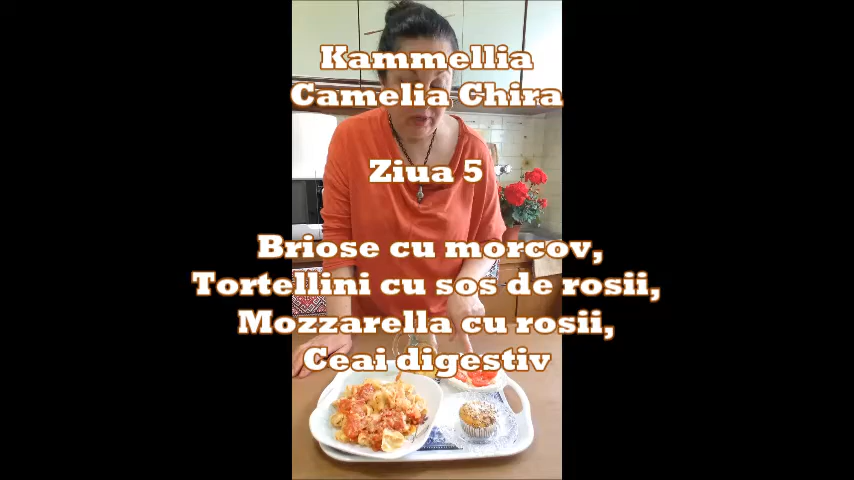 Kammellia
Camelia Chira
Ziua 5
Briose cu morcov,
Tortellini cu sos de rosii,
Mozzarella cu rosii,
Ceai digestiv